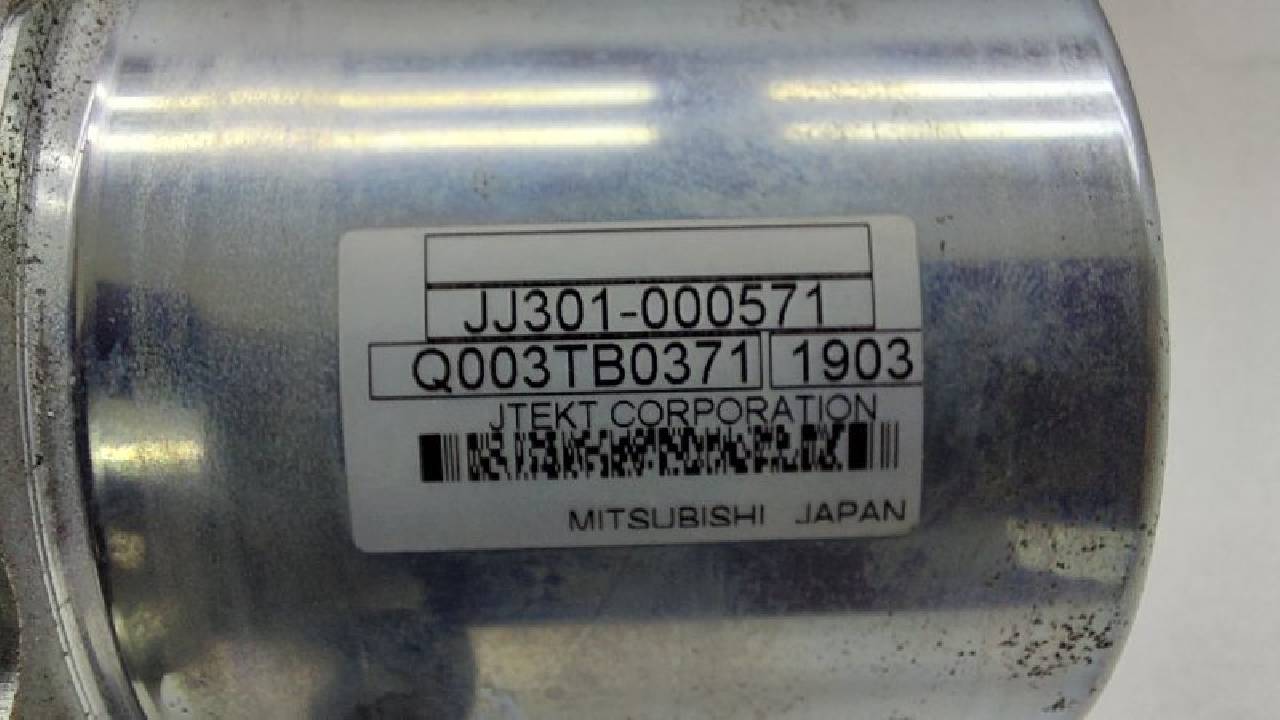 JJ301-000571
Q003TB0371 1903
JTEKT CORPORATION
MITSUBISHI JAPAN